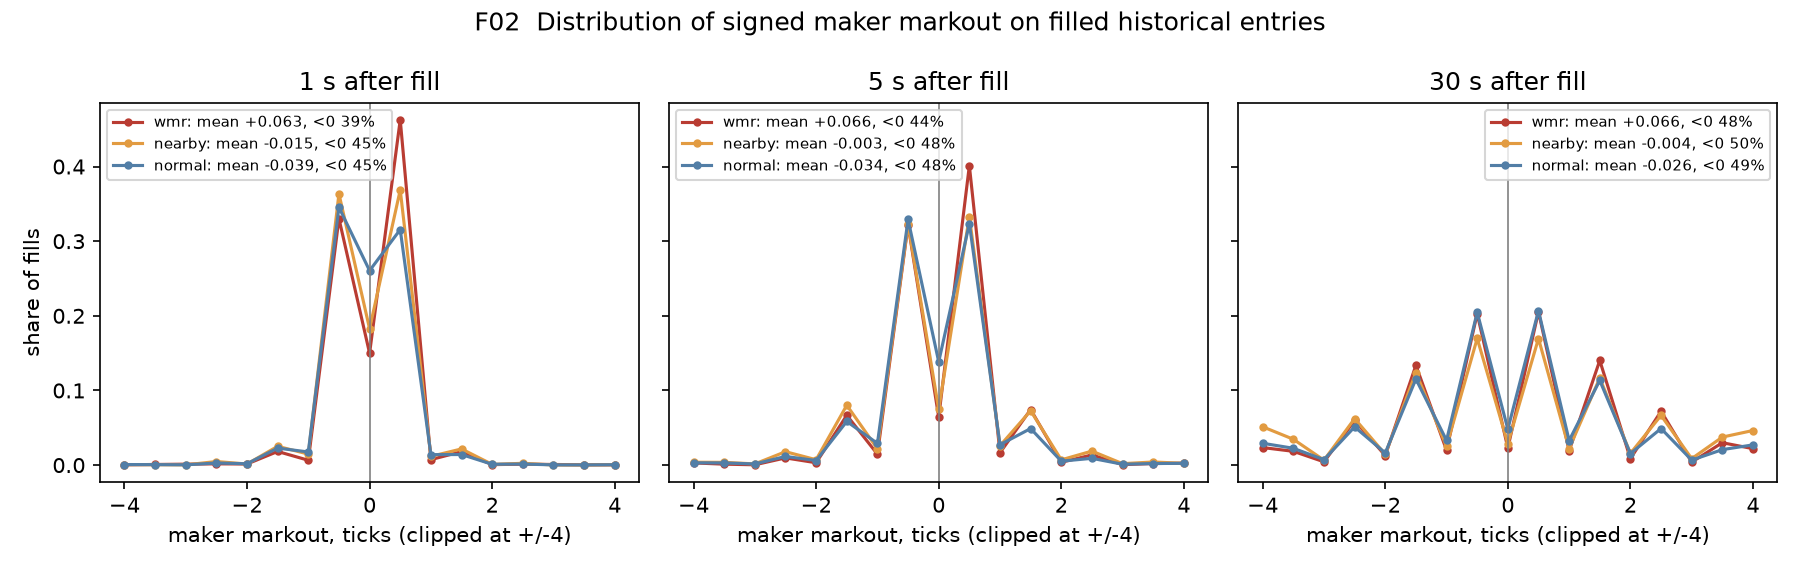 F02  Distribution of signed maker markout on filled historical entries
1 s after fill
wmr: mean +0.063, <0 39%
nearby: mean -0.015, <0 45%
normal: mean -0.039, <0 45%
share of fills
0.4
0.3
0.2
0.1
0.0
−4 −2 0 2 4
maker markout, ticks (clipped at +/-4)
5 s after fill
wmr: mean +0.066, <0 44%
nearby: mean -0.003, <0 48%
normal: mean -0.034, <0 48%
−4 −2 0 2 4
maker markout, ticks (clipped at +/-4)
30 s after fill
wmr: mean +0.066, <0 48%
nearby: mean -0.004, <0 50%
normal: mean -0.026, <0 49%
−4 −2 0 2 4
maker markout, ticks (clipped at +/-4)